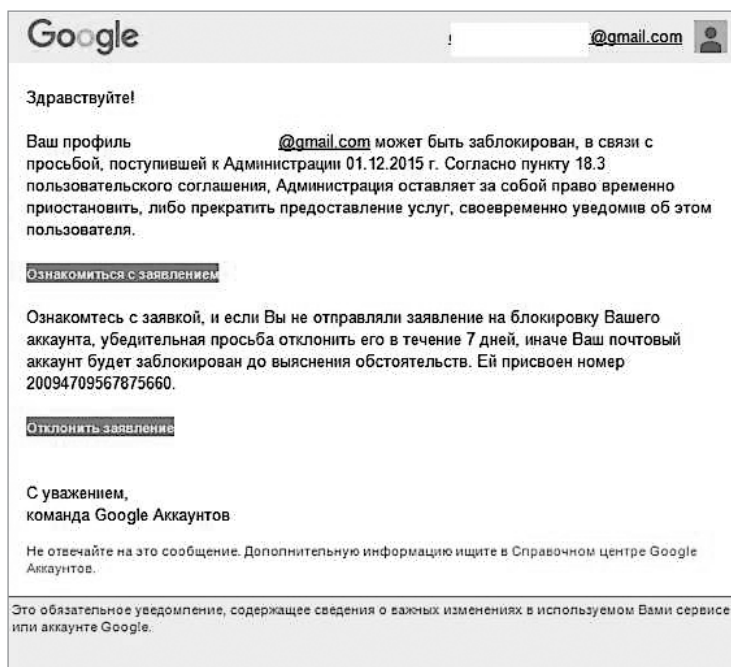 Google
@gmail.com
Здравствуйте!
Ваш профиль @gmail.com может быть заблокирован, в связи с
просьбой, поступившей к Администрации 01.12.2015 г. Согласно пункту 18.3
пользовательского соглашения, Администрация оставляет за собой право временно
приостановить, либо прекратить предоставление услуг, своевременно уведомив об этом
пользователя.
Ознакомиться с заявлением
Ознакомтесь с заявкой, и если Вы не отправляли заявление на блокировку Вашего
аккаунта, убедительная просьба отклонить его в течение 7 дней, иначе Ваш почтовый
аккаунт будет заблокирован до выяснения обстоятельств. Ей присвоен номер
20094709567875660.
Отклонить заявление
С уважением,
команда Google Аккаунтов
Не отвечайте на это сообщение. Дополнительную информацию ищите в Справочном центре Google
Аккаунтов.
Это обязательное уведомление, содержащее сведения о важных изменениях в используемом Вами сервисе
или аккаунте Google.